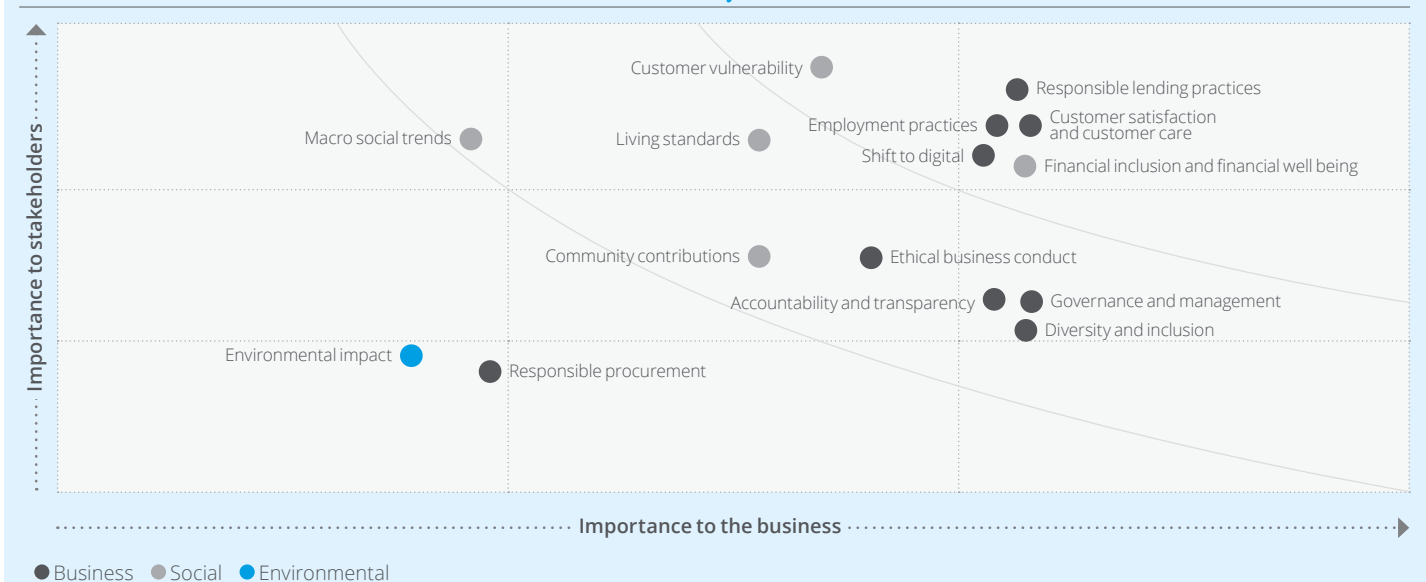 Importance to stakeholders
Customer vulnerability
Responsible lending practices
Employment practices
Customer satisfaction
and customer care
Macro social trends
Living standards
Shift to digital
Financial inclusion and financial well being
Community contributions
Ethical business conduct
Accountability and transparency
Governance and management
Diversity and inclusion
Environmental impact
Responsible procurement
Importance to the business
Business
Social
Environmental